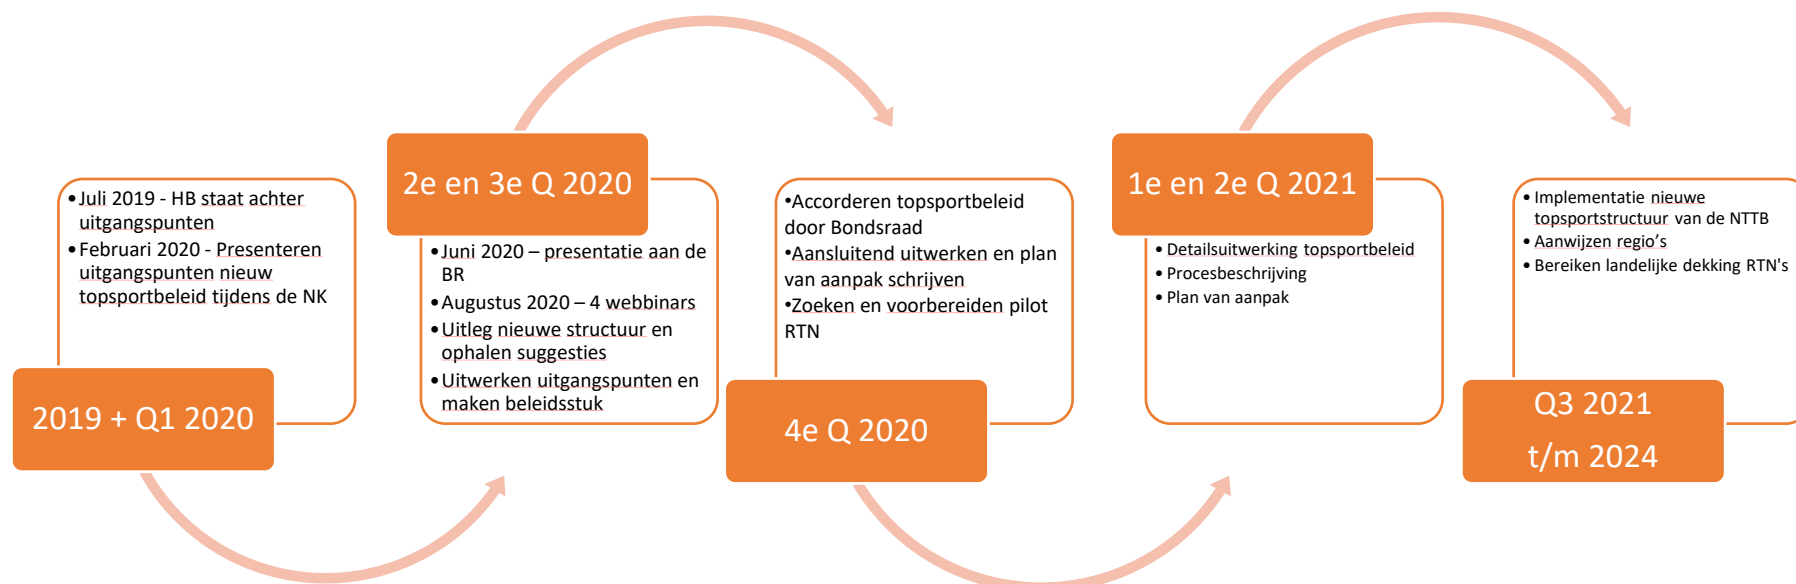 • Juli 2019 - HB staat achter
uitgangspunten
• Februari 2020 - Presenteren
uitgangspunten nieuw
topsportbeleid tijdens de NK
2019 + Q1 2020
2e en 3e Q 2020
• Juni 2020 – presentatie aan de
BR
• Augustus 2020 – 4 webbinars
• Uitleg nieuwe structuur en
ophalen suggesties
• Uitwerken uitgangspunten en
maken beleidsstuk
•Accorderen topsportbeleid
door Bondsraad
•Aansluitend uitwerken en plan
van aanpak schrijven
•Zoeken en voorbereiden pilot
RTN
4e Q 2020
1e en 2e Q 2021
• Detailsuitwerking topsportbeleid
• Procesbeschrijving
• Plan van aanpak
• Implementatie nieuwe
topsportstructuur van de NTTB
• Aanwijzen regio’s
• Bereiken landelijke dekking RTN's
Q3 2021
t/m 2024